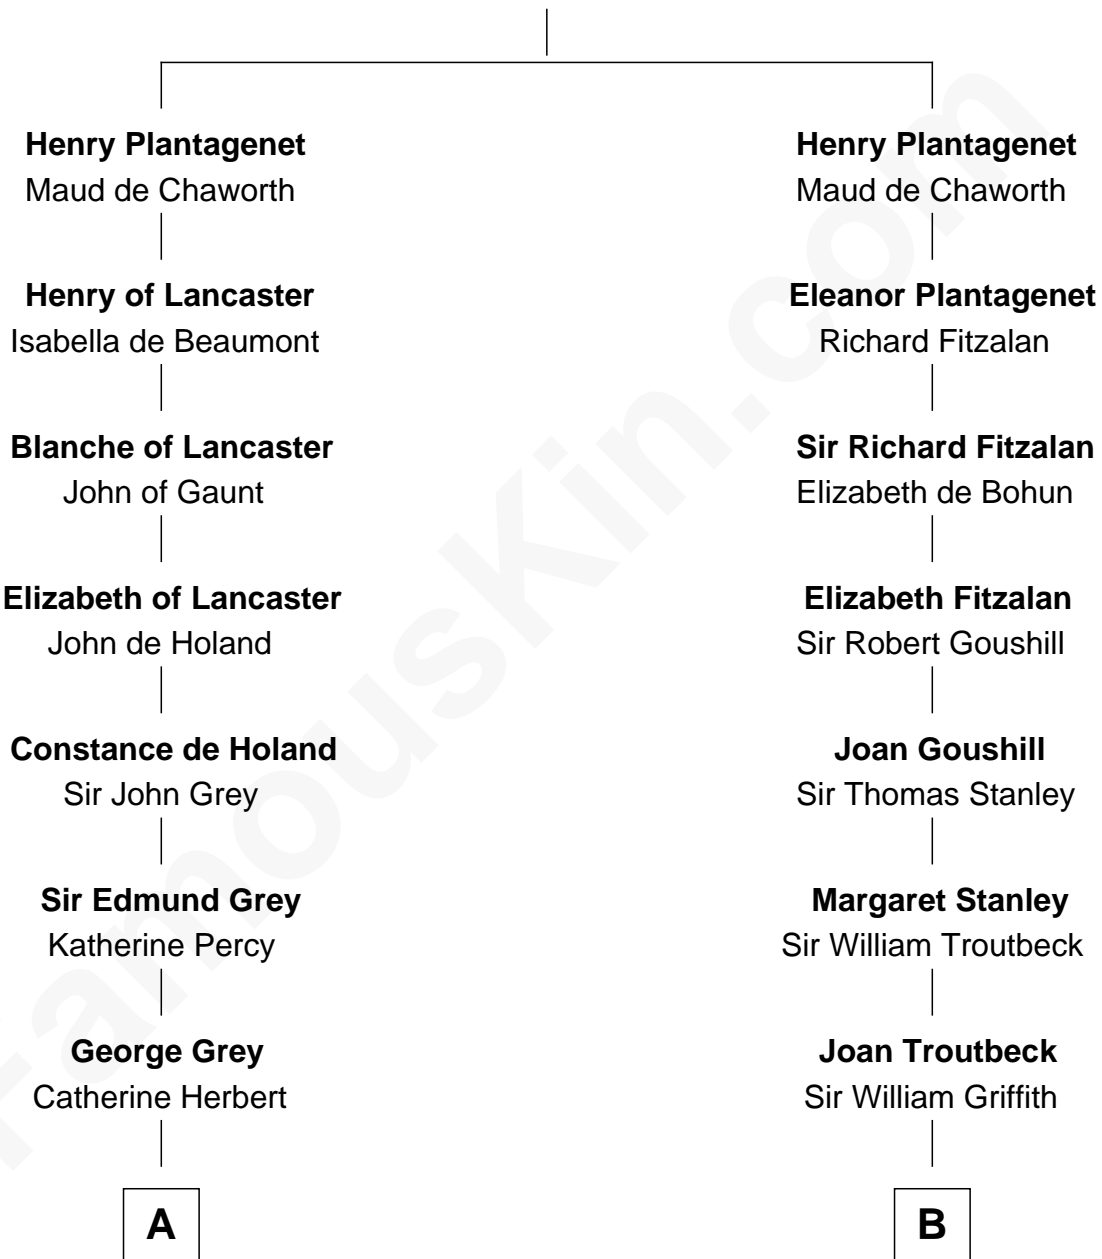 Henry Plantagenet
Maud de Chaworth
Henry of Lancaster
Isabella de Beaumont
Blanche of Lancaster
John of Gaunt
Elizabeth of Lancaster
John de Holand
Constance de Holand
Sir John Grey
Sir Edmund Grey
Katherine Percy
George Grey
Catherine Herbert
A
Henry Plantagenet
Maud de Chaworth
Eleanor Plantagenet
Richard Fitzalan
Sir Richard Fitzalan
Elizabeth de Bohun
Elizabeth Fitzalan
Sir Robert Goushill
Joan Goushill
Sir Thomas Stanley
Margaret Stanley
Sir William Troutbeck
Joan Troutbeck
Sir William Griffith
B
FamousKin.com